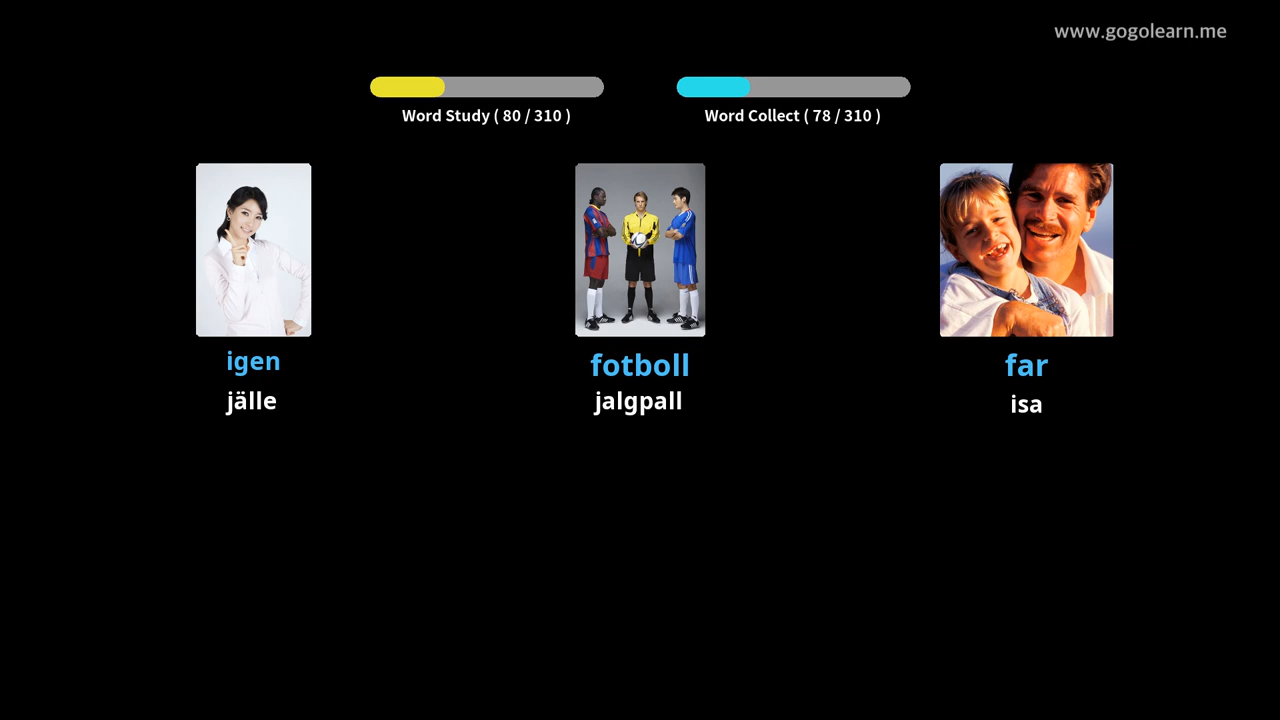 www.gogolearn.me
Word Study ( 80 / 310 )
Word Collect ( 78 / 310 )
igen
jälle
fotboll
jalgpall
far
isa